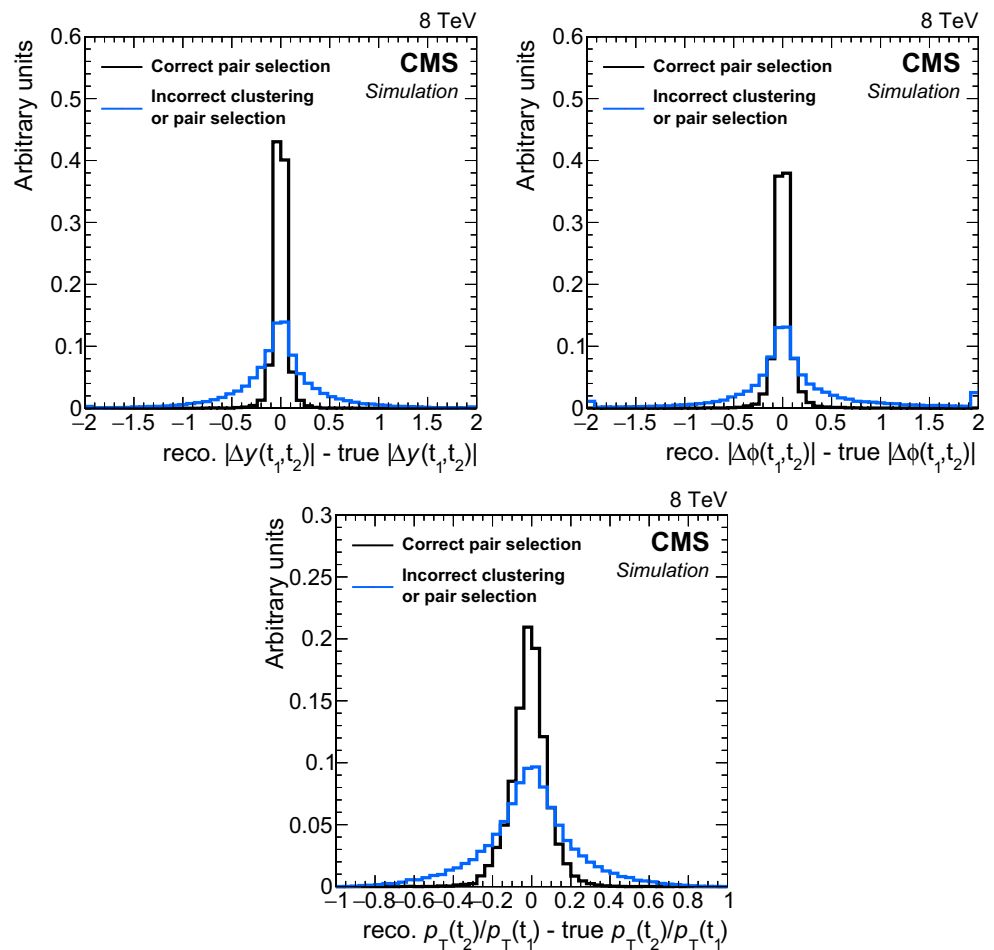 8 TeV
0.6
0.5
0.4
0.3
0.2
0.1
0
Arbitrary units
Correct pair selection
Incorrect clustering
or pair selection
CMS
Simulation
−2 −1.5 −1 −0.5 0 0.5 1 1.5 2
reco. |Δy(t1,t2)| - true |Δy(t1,t2)|
8 TeV
0.6
0.5
0.4
0.3
0.2
0.1
0
Arbitrary units
Correct pair selection
Incorrect clustering
or pair selection
CMS
Simulation
−2 −1.5 −1 −0.5 0 0.5 1 1.5 2
reco. |Δϕ(t1,t2)| - true |Δϕ(t1,t2)|
8 TeV
0.3
0.25
0.2
0.15
0.1
0.05
0
Arbitrary units
Correct pair selection
Incorrect clustering
or pair selection
CMS
Simulation
−1 −0.8 −0.6 −0.4 −0.2 0 0.2 0.4 0.6 0.8 1
reco. pT(t2)/pT(t1) - true pT(t2)/pT(t1)